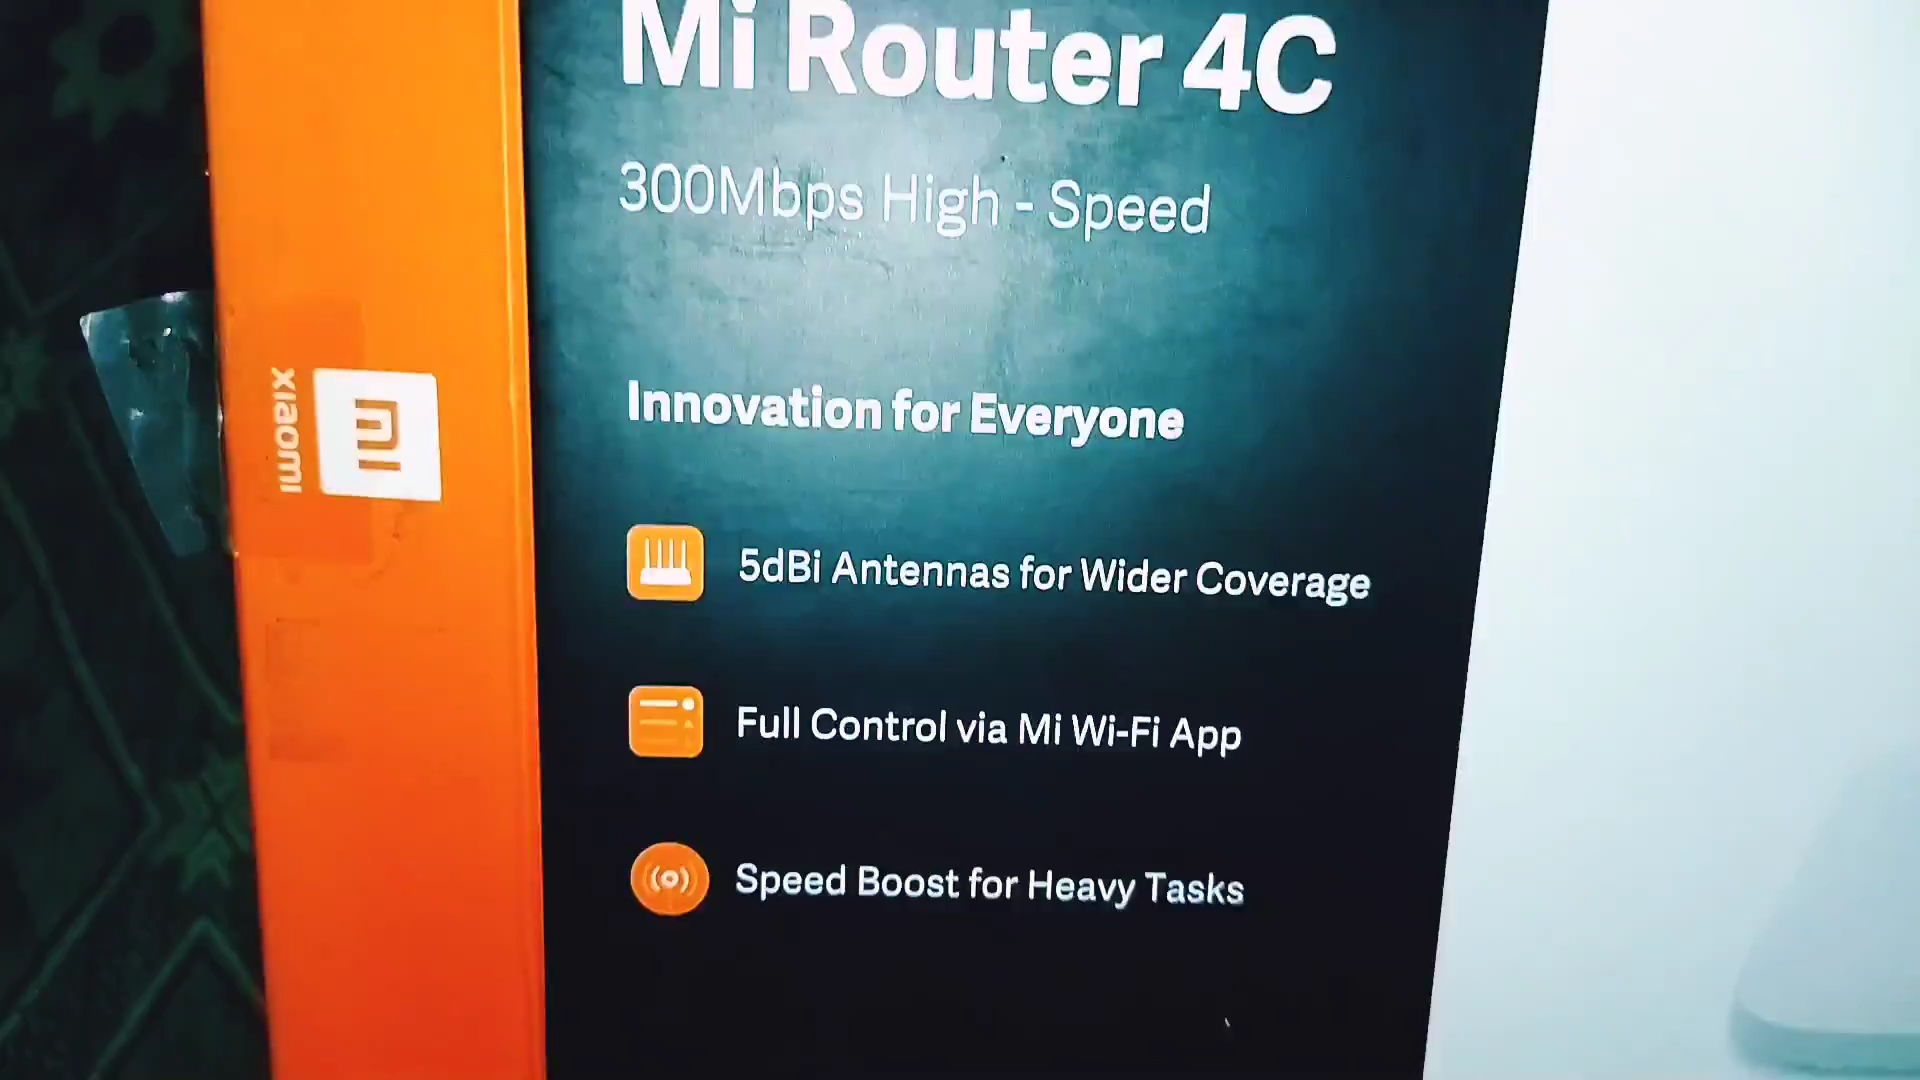 Mi Router 4C
300Mbps High - Speed
xiaomi
Innovation for Everyone
5dBi Antennas for Wider Coverage
Full Control via Mi Wi-Fi App
Speed Boost for Heavy Tasks